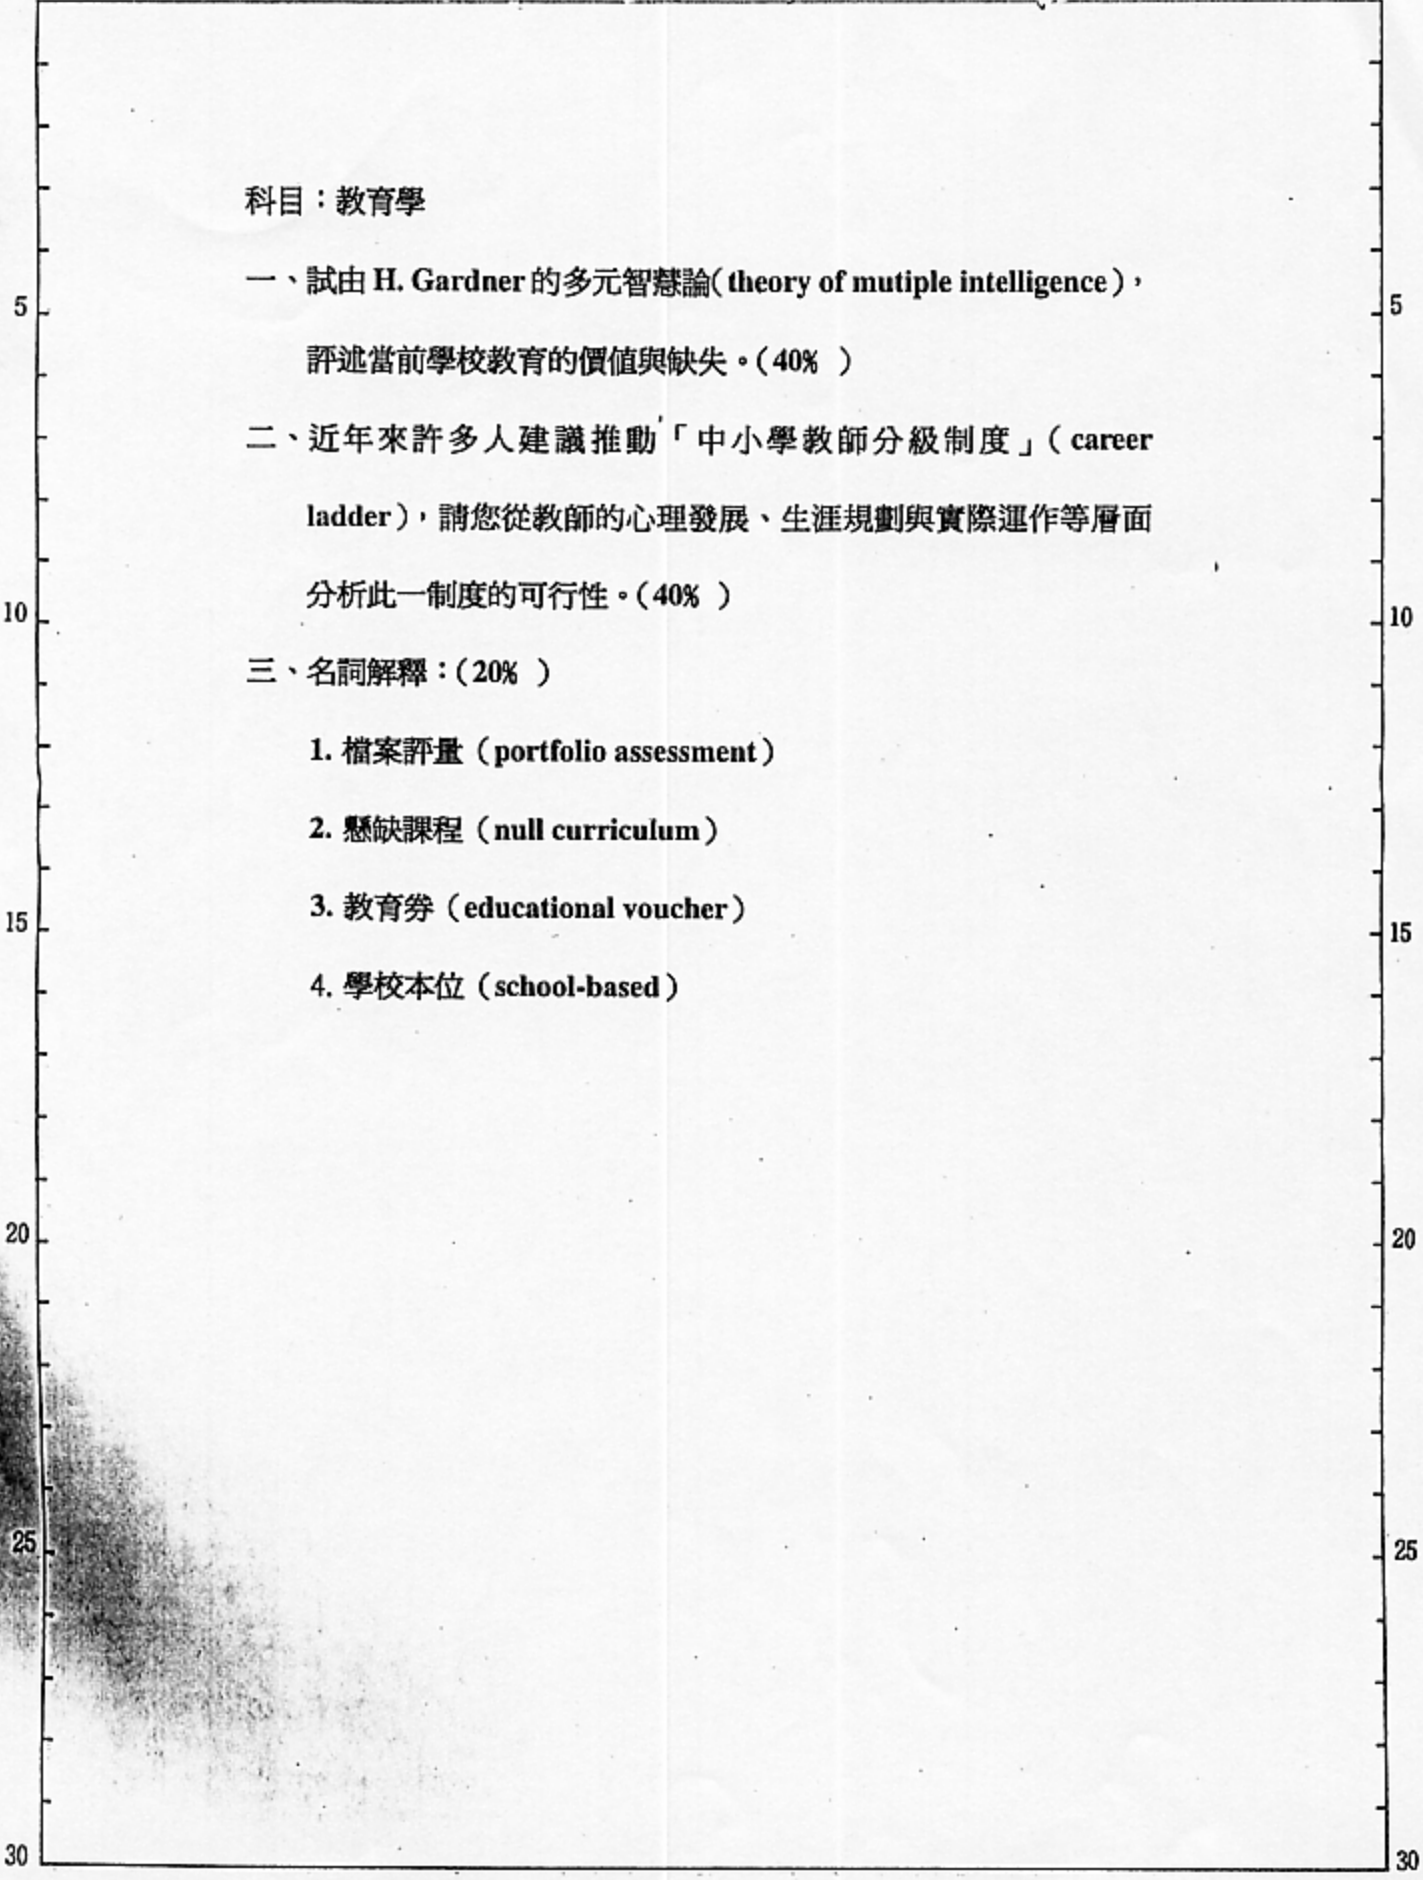 科目：教育學
一、試由 H. Gardner 的多元智慧論（theory of mutiple intelligence），
評述當前學校教育的價值與缺失。（40% ）
5
5
二、近年來許多人建議推動「中小學教師分級制度」（career
ladder），請您從教師的心理發展、生涯規劃與實際運作等層面
分析此一制度的可行性。（40% ）
10
10
三、名詞解釋：（20% ）
1. 檔案評量（portfolio assessment）
2. 懸缺課程（null curriculum）
3. 教育券（educational voucher）
15
15
4. 學校本位（school-based）
20
20
25
25
30
30